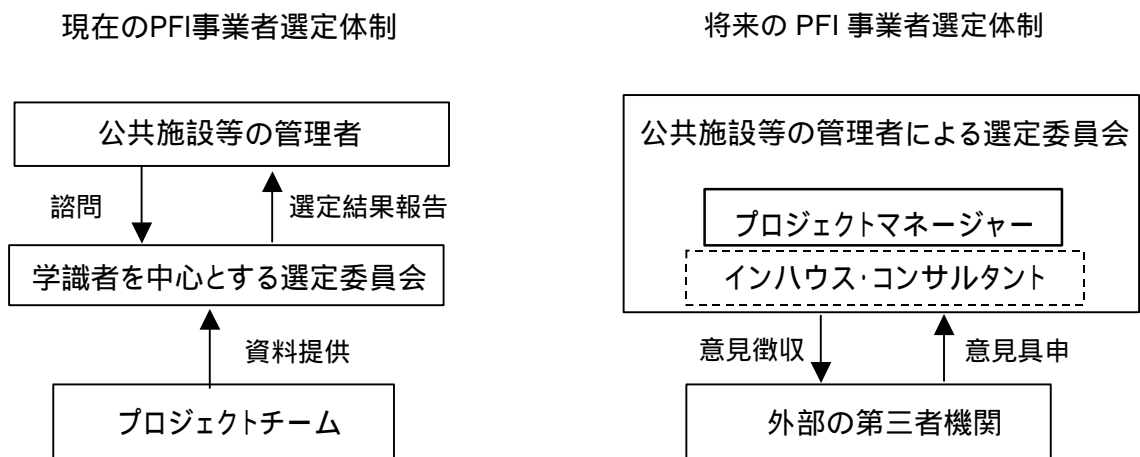 現在のPFI事業者選定体制
公共施設等の管理者
諮問
選定結果報告
学識者を中心とする選定委員会
資料提供
プロジェクトチーム
将来の PFI 事業者選定体制
公共施設等の管理者による選定委員会
プロジェクトマネージャー
インハウス・コンサルタント
意見徴収
意見具申
外部の第三者機関